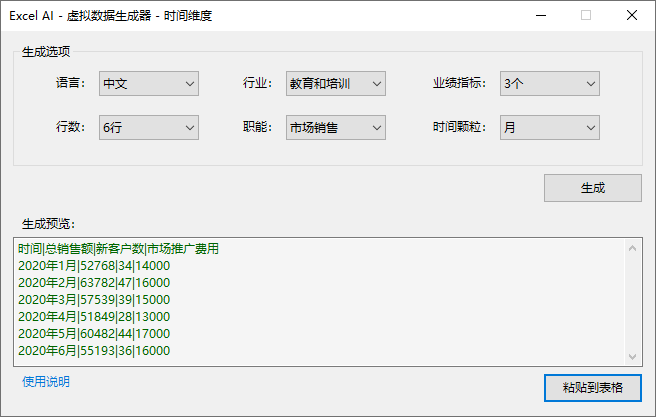 Excel AI - 虚拟数据生成器 - 时间维度
生成选项
语言： 中文 行业： 教育和培训 业绩指标： 3个
行数： 6行 职能： 市场销售 时间颗粒： 月
生成
生成预览：
时间|总销售额|新客户数|市场推广费用
2020年1月|52768|34|14000
2020年2月|63782|47|16000
2020年3月|57539|39|15000
2020年4月|51849|28|13000
2020年5月|60482|44|17000
2020年6月|55193|36|16000
使用说明
粘贴到表格